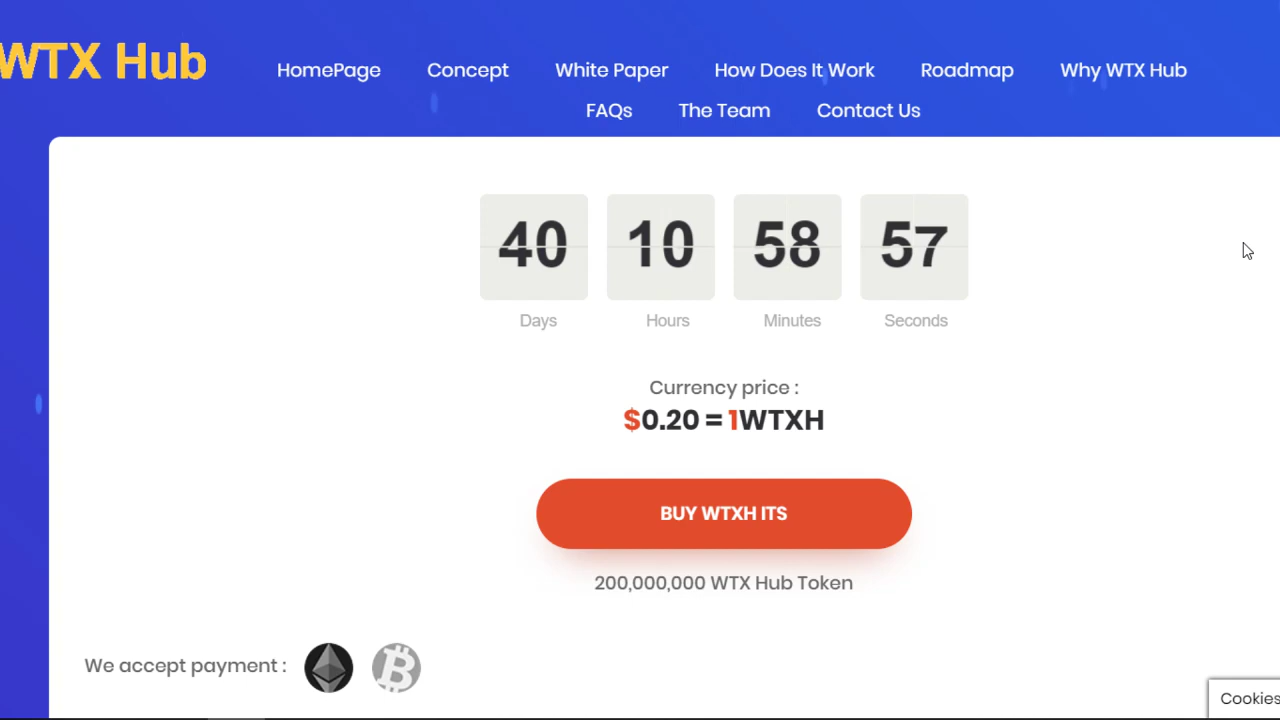 WTX Hub
HomePage Concept White Paper How Does It Work Roadmap Why WTX Hub
FAQs The Team Contact Us
40 10 58 57
Days Hours Minutes Seconds
Currency price :
$0.20 = 1WTXH
BUY WTXH ITS
200,000,000 WTX Hub Token
We accept payment :
Cookies